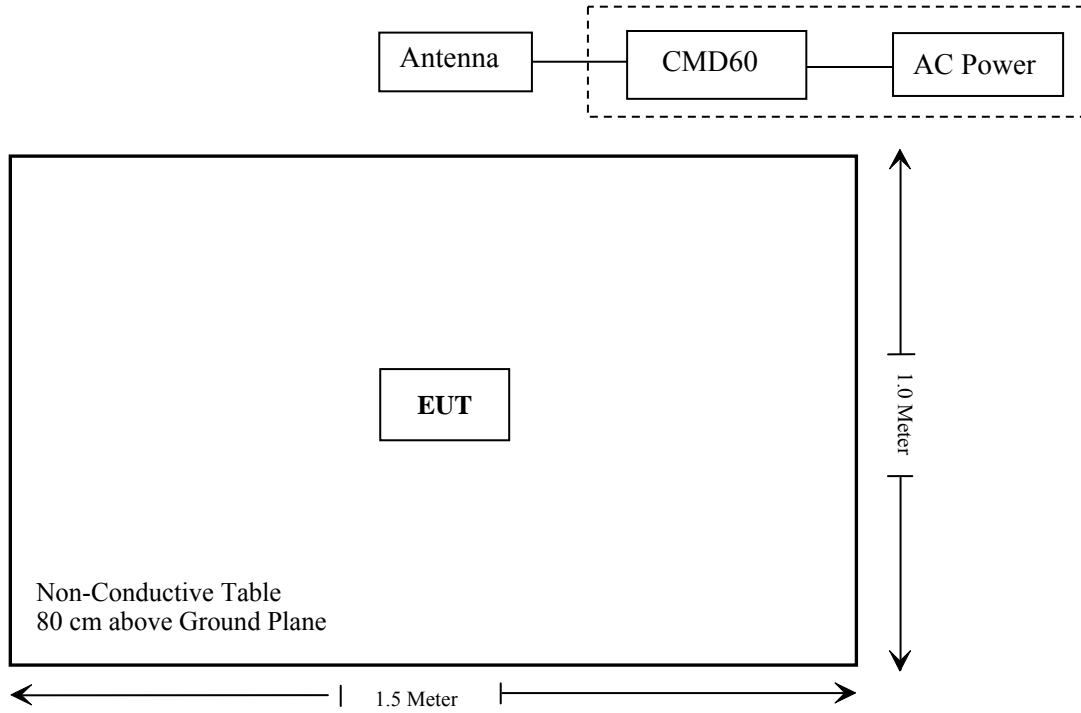 Antenna
CMD60
AC Power
EUT
1.0 Meter
Non-Conductive Table
80 cm above Ground Plane
1.5 Meter